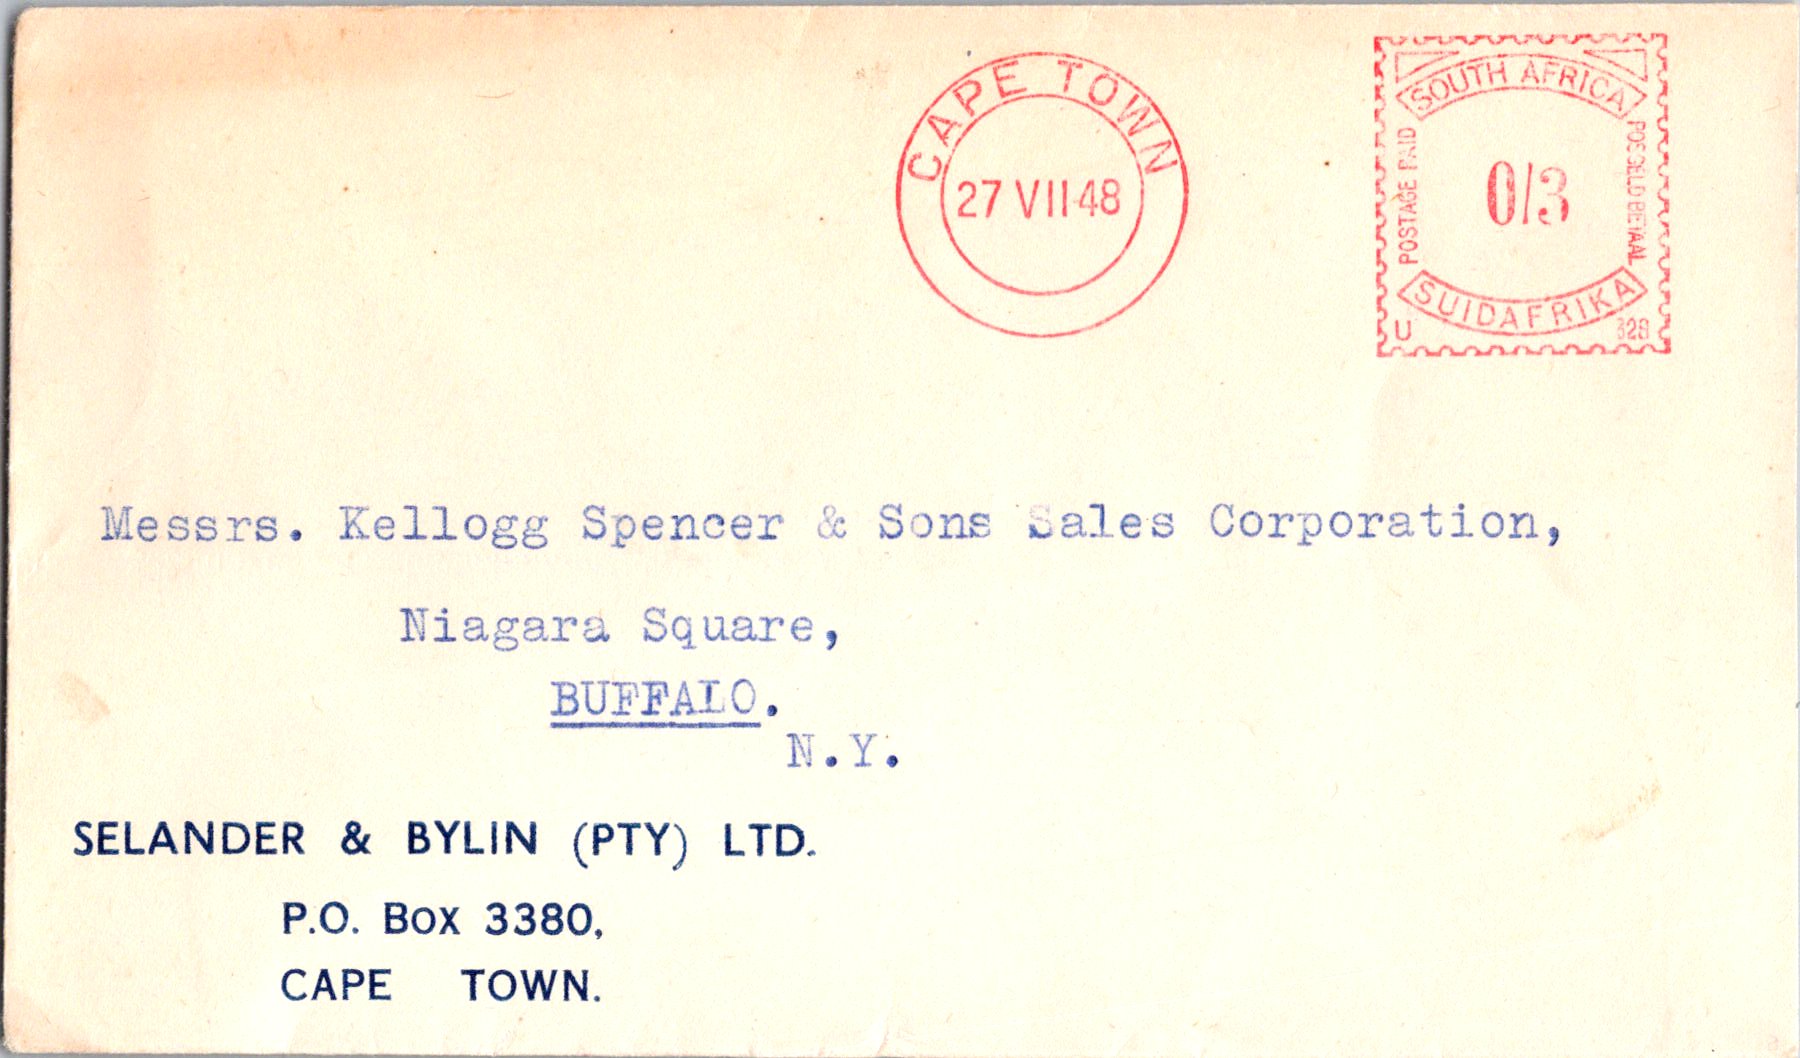 CAPE TOWN
27 VII 48
SOUTH AFRICA
POSTAGE PAID
0/3
POSGELD BETAAL
SUIDAFRIKA
U 329
Messrs. Kellogg Spencer & Sons Sales Corporation,
Niagara Square,
BUFFALO.
N.Y.
SELANDER & BYLIN (PTY) LTD.
P.O. Box 3380,
CAPE TOWN.